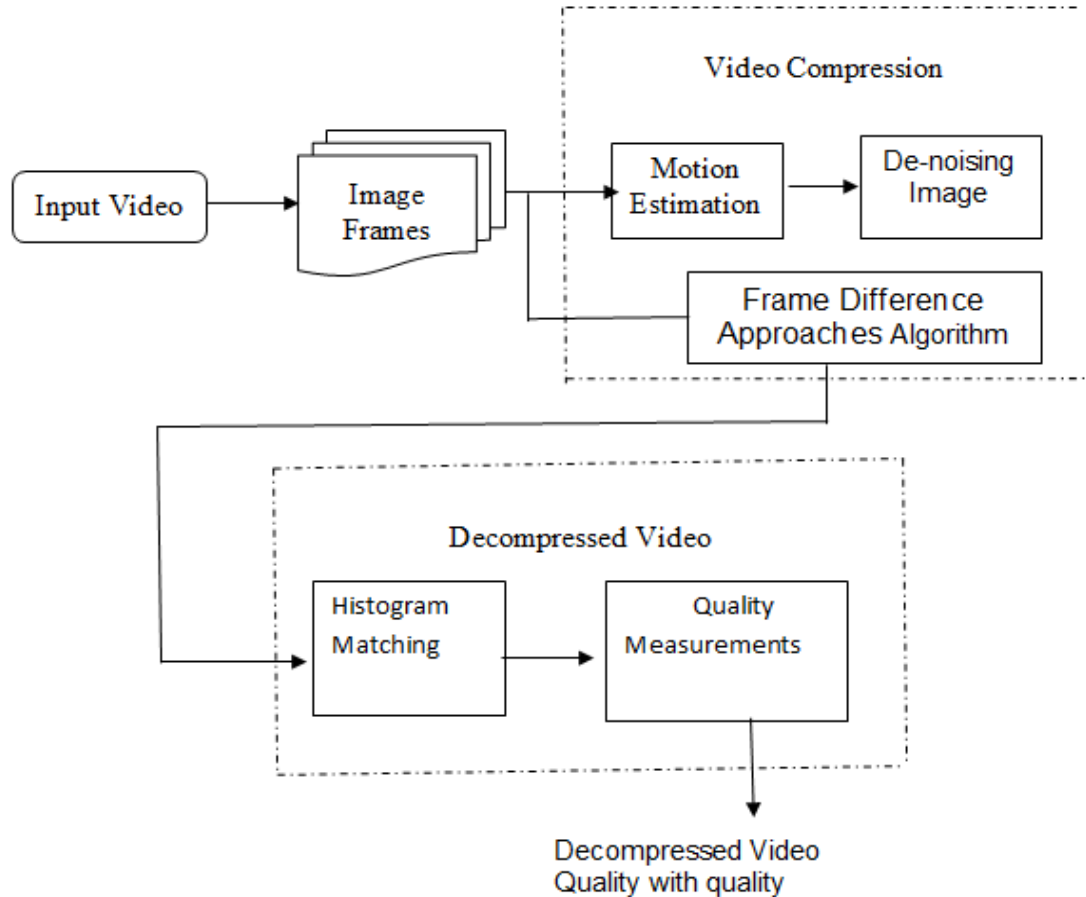 Video Compression
Input Video
Image
Frames
Motion
Estimation
De-noising
Image
Frame Difference
Approaches Algorithm
Decompressed Video
Histogram
Matching
Quality
Measurements
Decompressed Video
Quality with quality